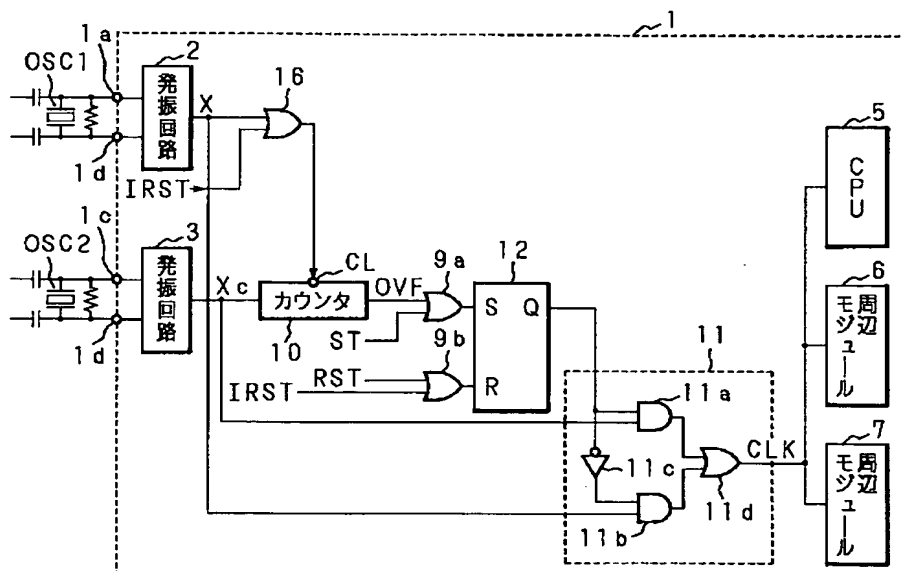 1
1a
OSC1
2
発振回路
X
16
1d
IRST
5
CPU
1c
OSC2
3
発振回路
Xc
CL
カウンタ
10
OVF
9a
ST
12
S Q
R
9b
RST
IRST
1d
6
周辺モジュール
11
11a
11c
11b
11d
CLK
7
周辺モジュール